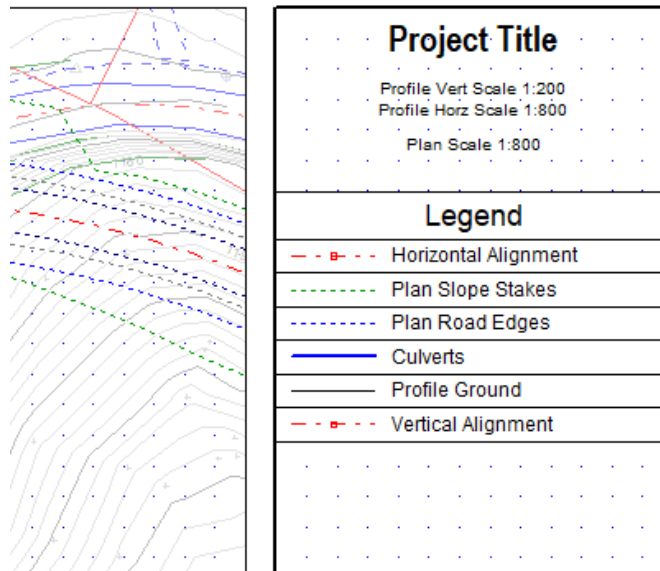 Project Title
Profile Vert Scale 1:200
Profile Horz Scale 1:800
Plan Scale 1:800
Legend
Horizontal Alignment
Plan Slope Stakes
Plan Road Edges
Culverts
Profile Ground
Vertical Alignment